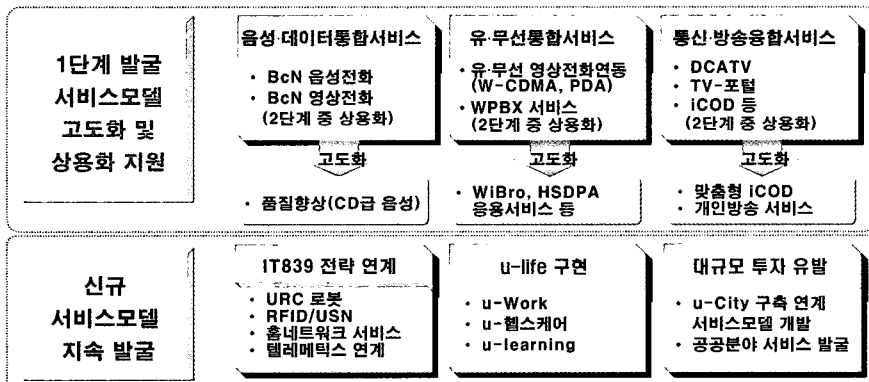 1단계 발굴
서비스모델
고도화 및
상용화 지원
음성·데이터통합서비스
• BcN 음성전화
• BcN 영상전화
(2단계 중 상용화)
고도화
• 품질향상(CD급 음성)
유·무선통합서비스
• 유·무선 영상전화연동
(W-CDMA, PDA)
• WPBX 서비스
(2단계 중 상용화)
고도화
• WiBro, HSDPA
응용서비스 등
통신·방송융합서비스
• DCATV
• TV-포털
• iCOD 등
(2단계 중 상용화)
고도화
• 맞춤형 iCOD
• 개인방송 서비스
신규
서비스모델
지속 발굴
IT839 전략 연계
• URC 로봇
• RFID/USN
• 홈네트워크 서비스
• 텔레메틱스 연계
u-life 구현
• u-Work
• u-헬스케어
• u-learning
대규모 투자 유발
• u-City 구축 연계
서비스모델 개발
• 공공분야 서비스 발굴